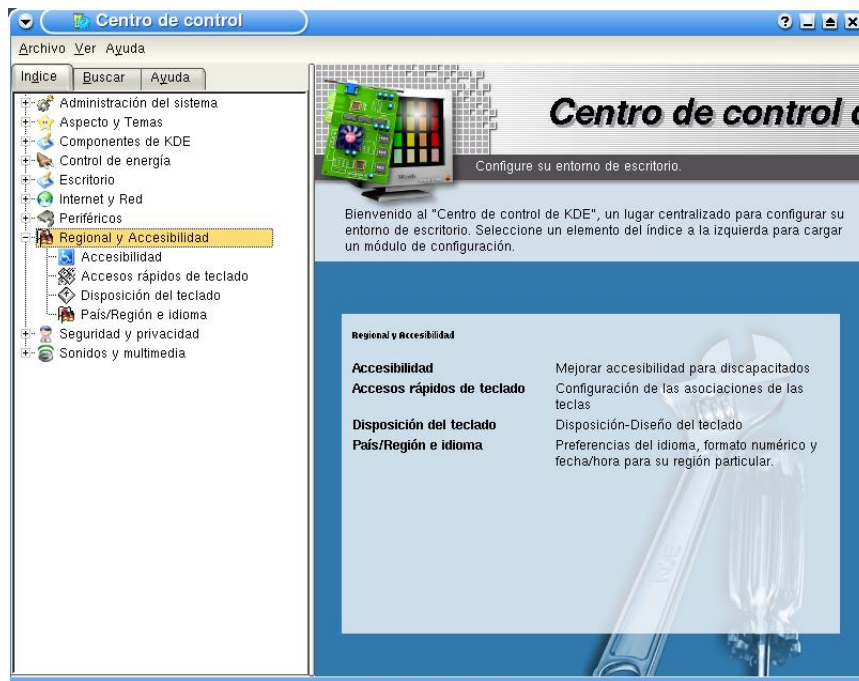 Centro de control
Archivo Ver Ayuda
Indice Buscar Ayuda
Administración del sistema
Aspecto y Temas
Componentes de KDE
Control de energía
Escritorio
Internet y Red
Periféricos
Regional y Accesibilidad
Accesibilidad
Accesos rápidos de teclado
Disposición del teclado
País/Región e idioma
Seguridad y privacidad
Sonidos y multimedia
Centro de control
Configure su entorno de escritorio.
Bienvenido al "Centro de control de KDE", un lugar centralizado para configurar su
entorno de escritorio. Seleccione un elemento del índice a la izquierda para cargar
un módulo de configuración.
Regional y Accesibilidad
Accesibilidad Mejorar accesibilidad para discapacitados
Accesos rápidos de teclado Configuración de las asociaciones de las
teclas
Disposición del teclado Disposición-Diseño del teclado
País/Región e idioma Preferencias del idioma, formato numérico y
fecha/hora para su región particular.
KDE